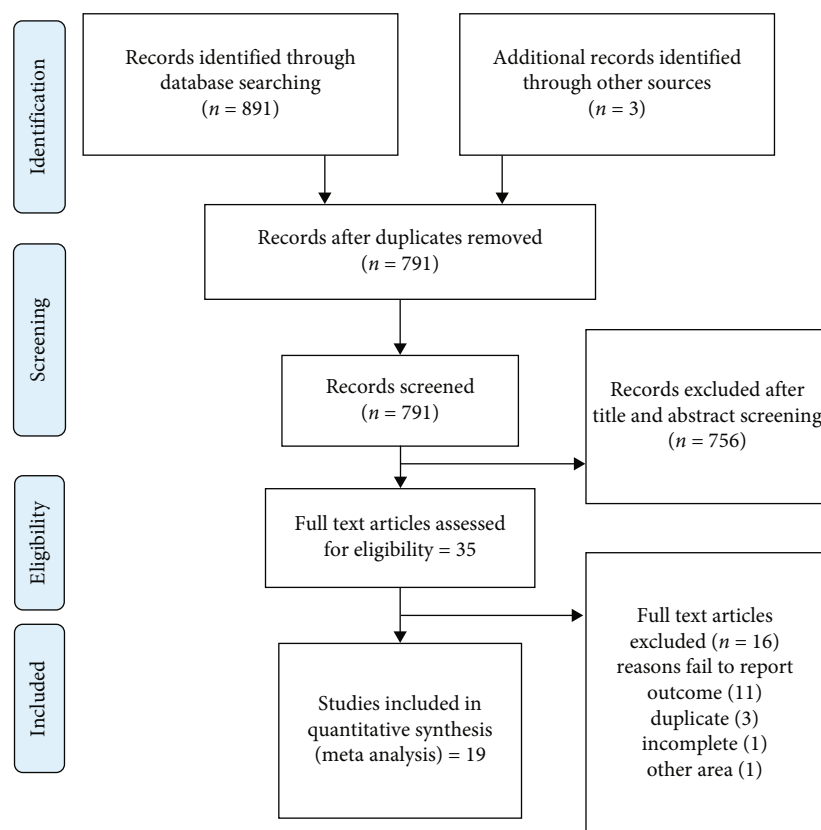 Identification
Records identified through
database searching
(n = 891)
Additional records identified
through other sources
(n = 3)
Records after duplicates removed
(n = 791)
Screening
Records screened
(n = 791)
Records excluded after
title and abstract screening
(n = 756)
Eligibility
Full text articles assessed
for eligibility = 35
Full text articles
excluded (n = 16)
reasons fail to report
outcome (11)
duplicate (3)
incomplete (1)
other area (1)
Included
Studies included in
quantitative synthesis
(meta analysis) = 19